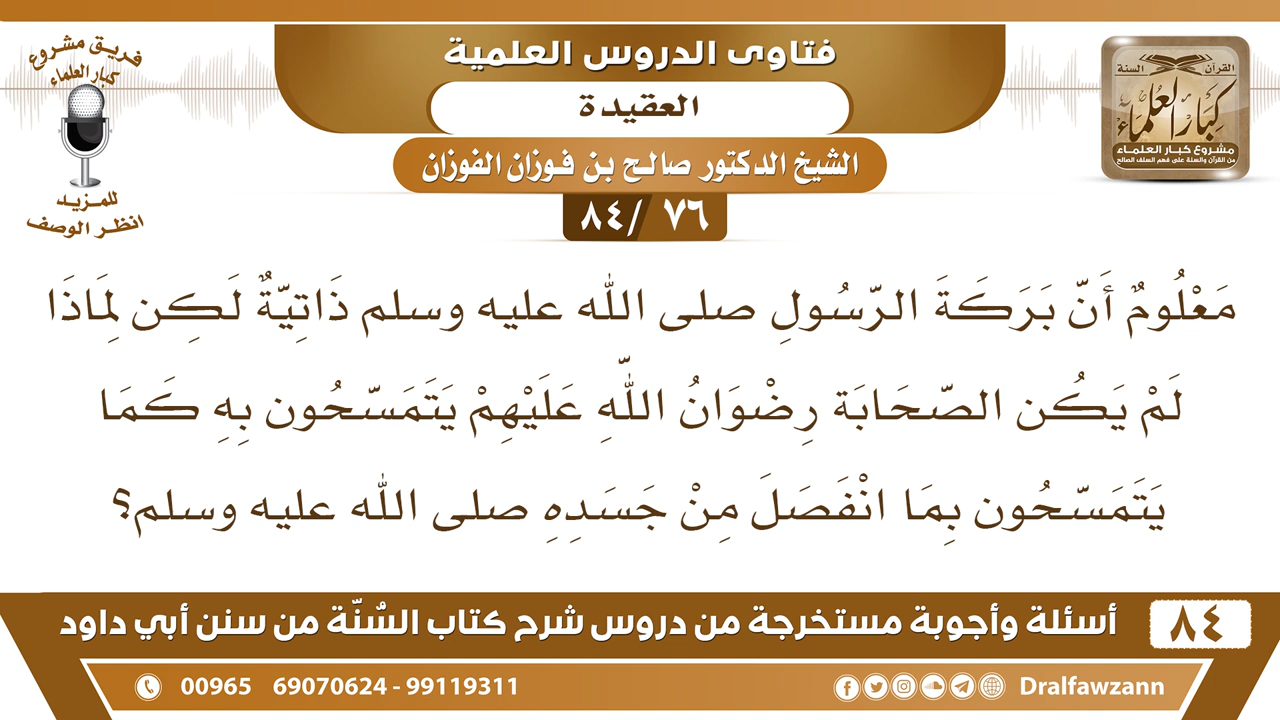 فريق مشروع
كبار العلماء
للمزيد
انظر الوصف
فتاوى الدروس العلمية
العقيدة
الشيخ الدكتور صالح بن فوزان الفوزان
٧٦ / ٨٤
القرآن السنة
كبار العلماء
مشروع كبار العلماء
من القرآن والسنة على فهم السلف الصالح
مَعْلُومٌ أَنّ بَرَكَةَ الرّسُولِ صلى الله عليه وسلم ذَاتِيّةٌ لَكِن لِمَاذَا
لَمْ يَكُن الصّحَابَة رِضْوَانُ اللّهِ عَلَيْهِمْ يَتَمَسّحُون بِهِ كَمَا
يَتَمَسّحُون بِمَا انْفَصَلَ مِنْ جَسَدِهِ صلى الله عليه وسلم؟
أسئلة وأجوبة مستخرجة من دروس شرح كتاب السُّنّة من سنن أبي داود
٨٤
00965 69070624 - 99119311
Dralfawzann